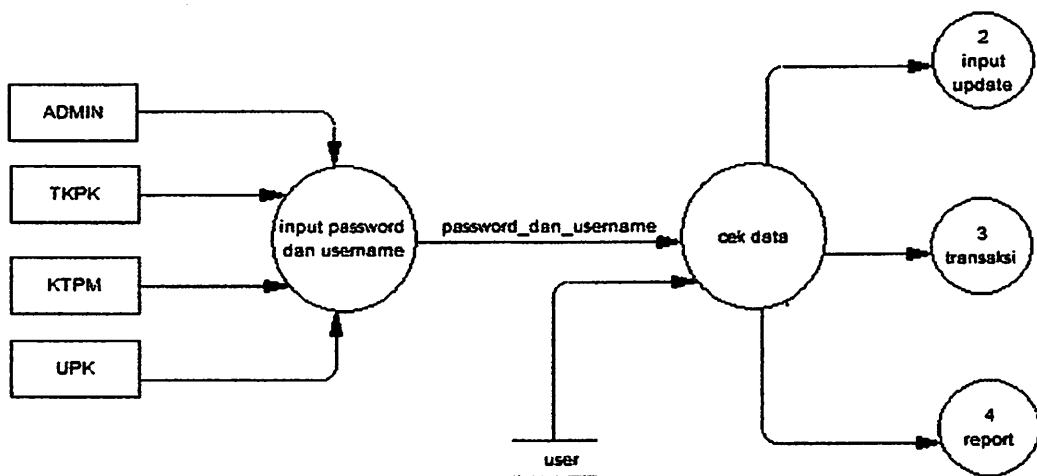 ADMIN
TKPK
KTPM
UPK
input password
dan username
password_dan_username
cek data
user
2
input
update
3
transaksi
4
report